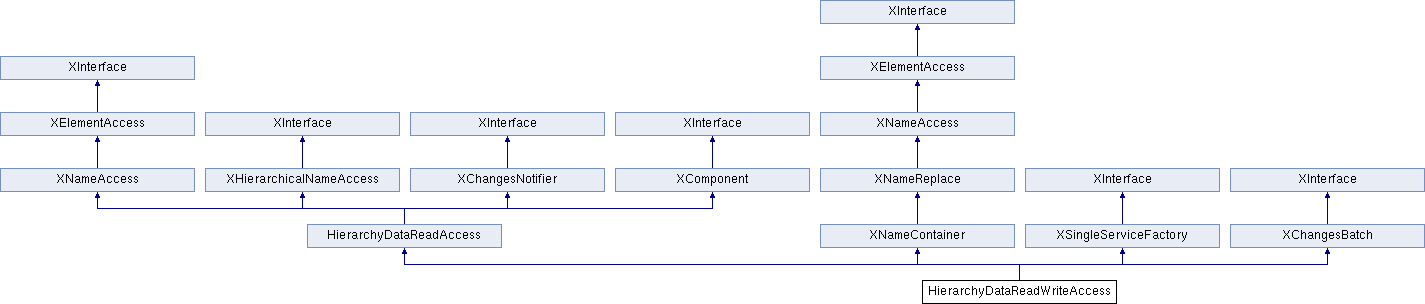 XInterface
XInterface
XElementAccess
XElementAccess
XInterface
XInterface
XInterface
XNameAccess
XNameAccess
XHierarchicalNameAccess
XChangesNotifier
XComponent
XNameReplace
XInterface
XInterface
HierarchyDataReadAccess
XNameContainer
XSingleServiceFactory
XChangesBatch
HierarchyDataReadWriteAccess